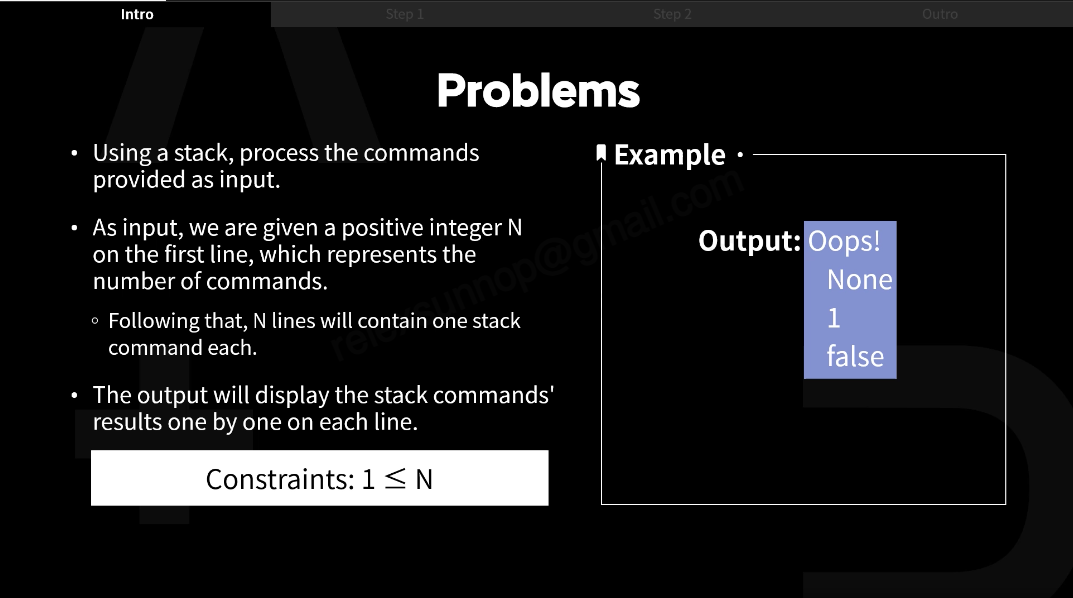 Intro
Step 1
Step 2
Outro
Problems
• Using a stack, process the commands
provided as input.
• As input, we are given a positive integer N
on the first line, which represents the
number of commands.
◦ Following that, N lines will contain one stack
command each.
• The output will display the stack commands'
results one by one on each line.
Constraints: 1 ≤ N
Example •
Output: Oops!
None
1
false